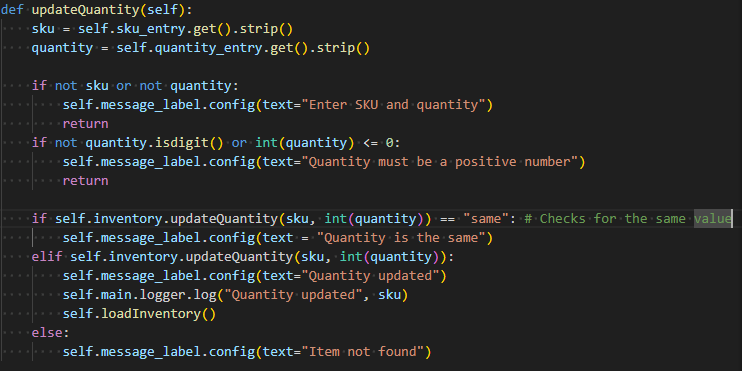 def updateQuantity(self):
    sku = self.sku_entry.get().strip()
    quantity = self.quantity_entry.get().strip()

    if not sku or not quantity:
        self.message_label.config(text="Enter SKU and quantity")
        return
    if not quantity.isdigit() or int(quantity) <= 0:
        self.message_label.config(text="Quantity must be a positive number")
        return

    if self.inventory.updateQuantity(sku, int(quantity)) == "same": # Checks for the same value
        self.message_label.config(text = "Quantity is the same")
    elif self.inventory.updateQuantity(sku, int(quantity)):
        self.message_label.config(text="Quantity updated")
        self.main.logger.log("Quantity updated", sku)
        self.loadInventory()
    else:
        self.message_label.config(text="Item not found")